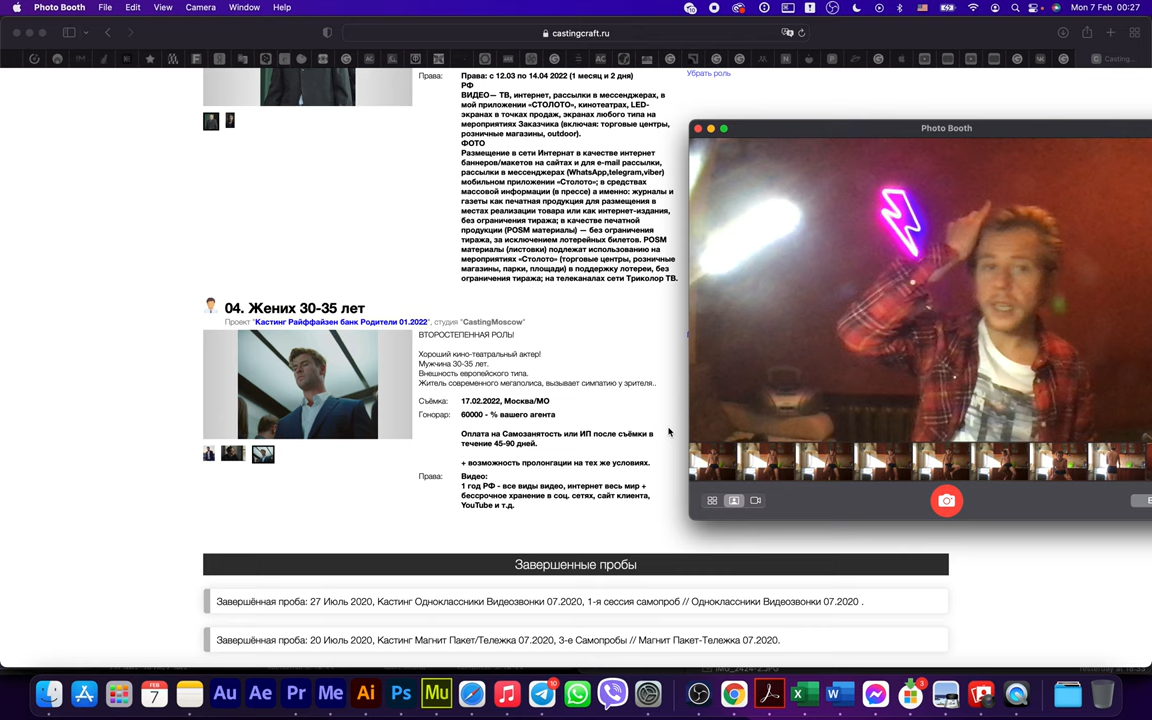 Photo Booth File Edit View Camera Window Help
Mon 7 Feb 00:27
castingcraft.ru
Casting...
Права: Права: с 12.03 по 14.04 2022 (1 месяц и 2 дня)
РФ
ВИДЕО— ТВ, интернет, рассылки в мессенджерах, в
мой приложении «СТОЛОТО», кинотеатрах, LED-
экранах в точках продаж, экранах любого типа на
мероприятиях Заказчика (включая: торговые центры,
розничные магазины, outdoor).
ФОТО
Размещение в сети Интернат в качестве интернет
баннеров/макетов на сайтах и для e-mail рассылки,
рассылки в мессенджерах (WhatsApp,telegram,viber)
мобильном приложении «Столото»; в средствах
массовой информации (в прессе) а именно: журналы и
газеты как печатная продукция для размещения в
местах реализации товара или как интернет-издания,
без ограничения тиража; в качестве печатной
продукции (POSM материалы) — без ограничения
тиража, за исключением лотерейных билетов. POSM
материалы (листовки) подлежат использованию на
мероприятиях «Столото» (торговые центры, розничные
магазины, парки, площади) в поддержку лотереи, без
ограничения тиража; на телеканалах сети Триколор ТВ.
Убрать роль
Photo Booth
04. Жених 30-35 лет
Проект "Кастинг Райффайзен банк Родители 01.2022", студия "CastingMoscow"
ВТОРОСТЕПЕННАЯ РОЛЬ!
Хороший кино-театральный актер!
Мужчина 30-35 лет.
Внешность европейского типа.
Житель современного мегаполиса, вызывает симпатию у зрителя..
Съёмка: 17.02.2022, Москва/МО
Гонорар: 60000 - % вашего агента
Оплата на Самозанятость или ИП после съёмки в
течение 45-90 дней.
+ возможность пролонгации на тех же условиях.
Права: Видео:
1 год РФ - все виды видео, интернет весь мир +
бессрочное хранение в соц. сетях, сайт клиента,
YouTube и т.д.
Завершенные пробы
Завершённая проба: 27 Июль 2020, Кастинг Одноклассники Видеозвонки 07.2020, 1-я сессия самопроб // Одноклассники Видеозвонки 07.2020 .
Завершённая проба: 20 Июль 2020, Кастинг Магнит Пакет/Тележка 07.2020, 3-е Самопробы // Магнит Пакет-Тележка 07.2020.
FEB
7
Au Ae Pr Me Ai Ps Mu
10
3